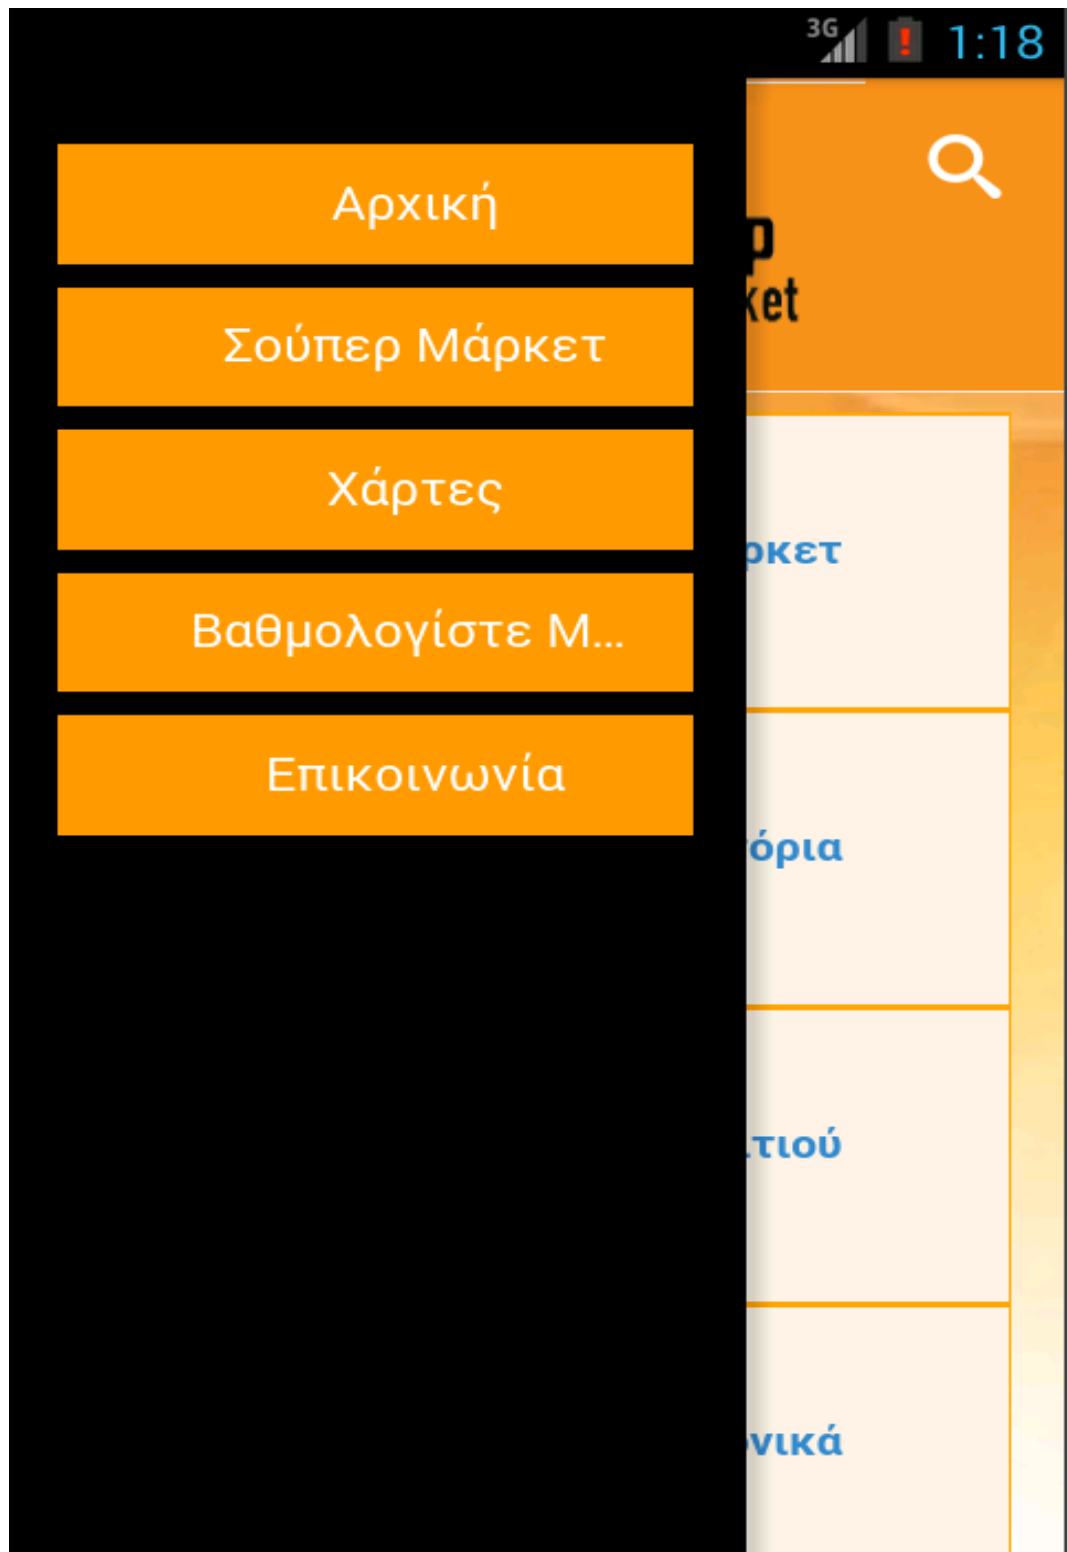 3G 1:18
Αρχική
Σούπερ Μάρκετ
Χάρτες
Βαθμολογίστε Μ...
Επικοινωνία
p
ket
ρκετ
όρια
τιού
νικά